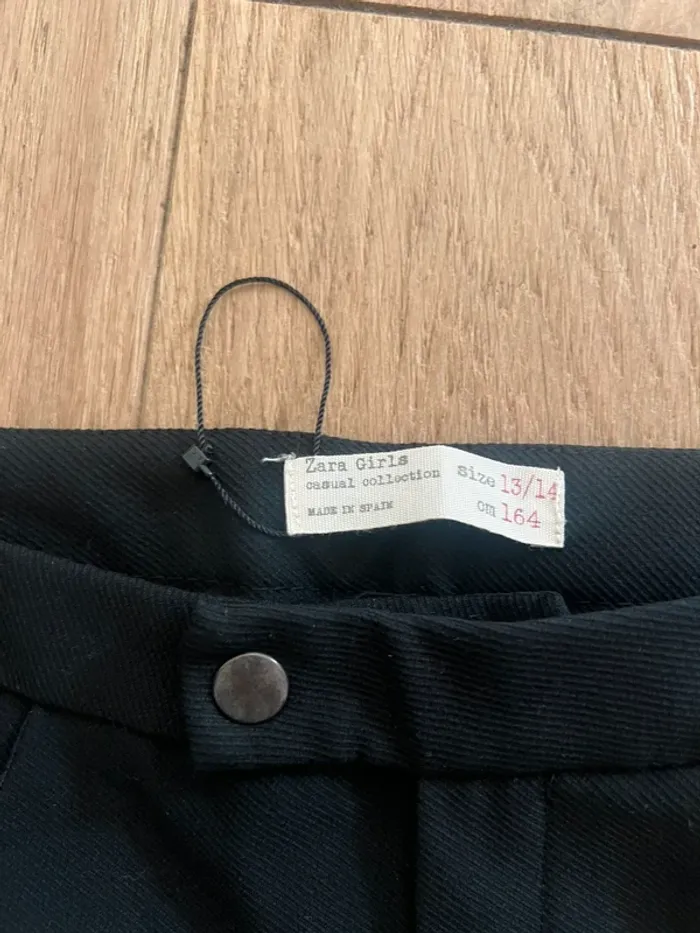 Zara Girls
casual collection
MADE IN SPAIN
Size 13/14
cm 164